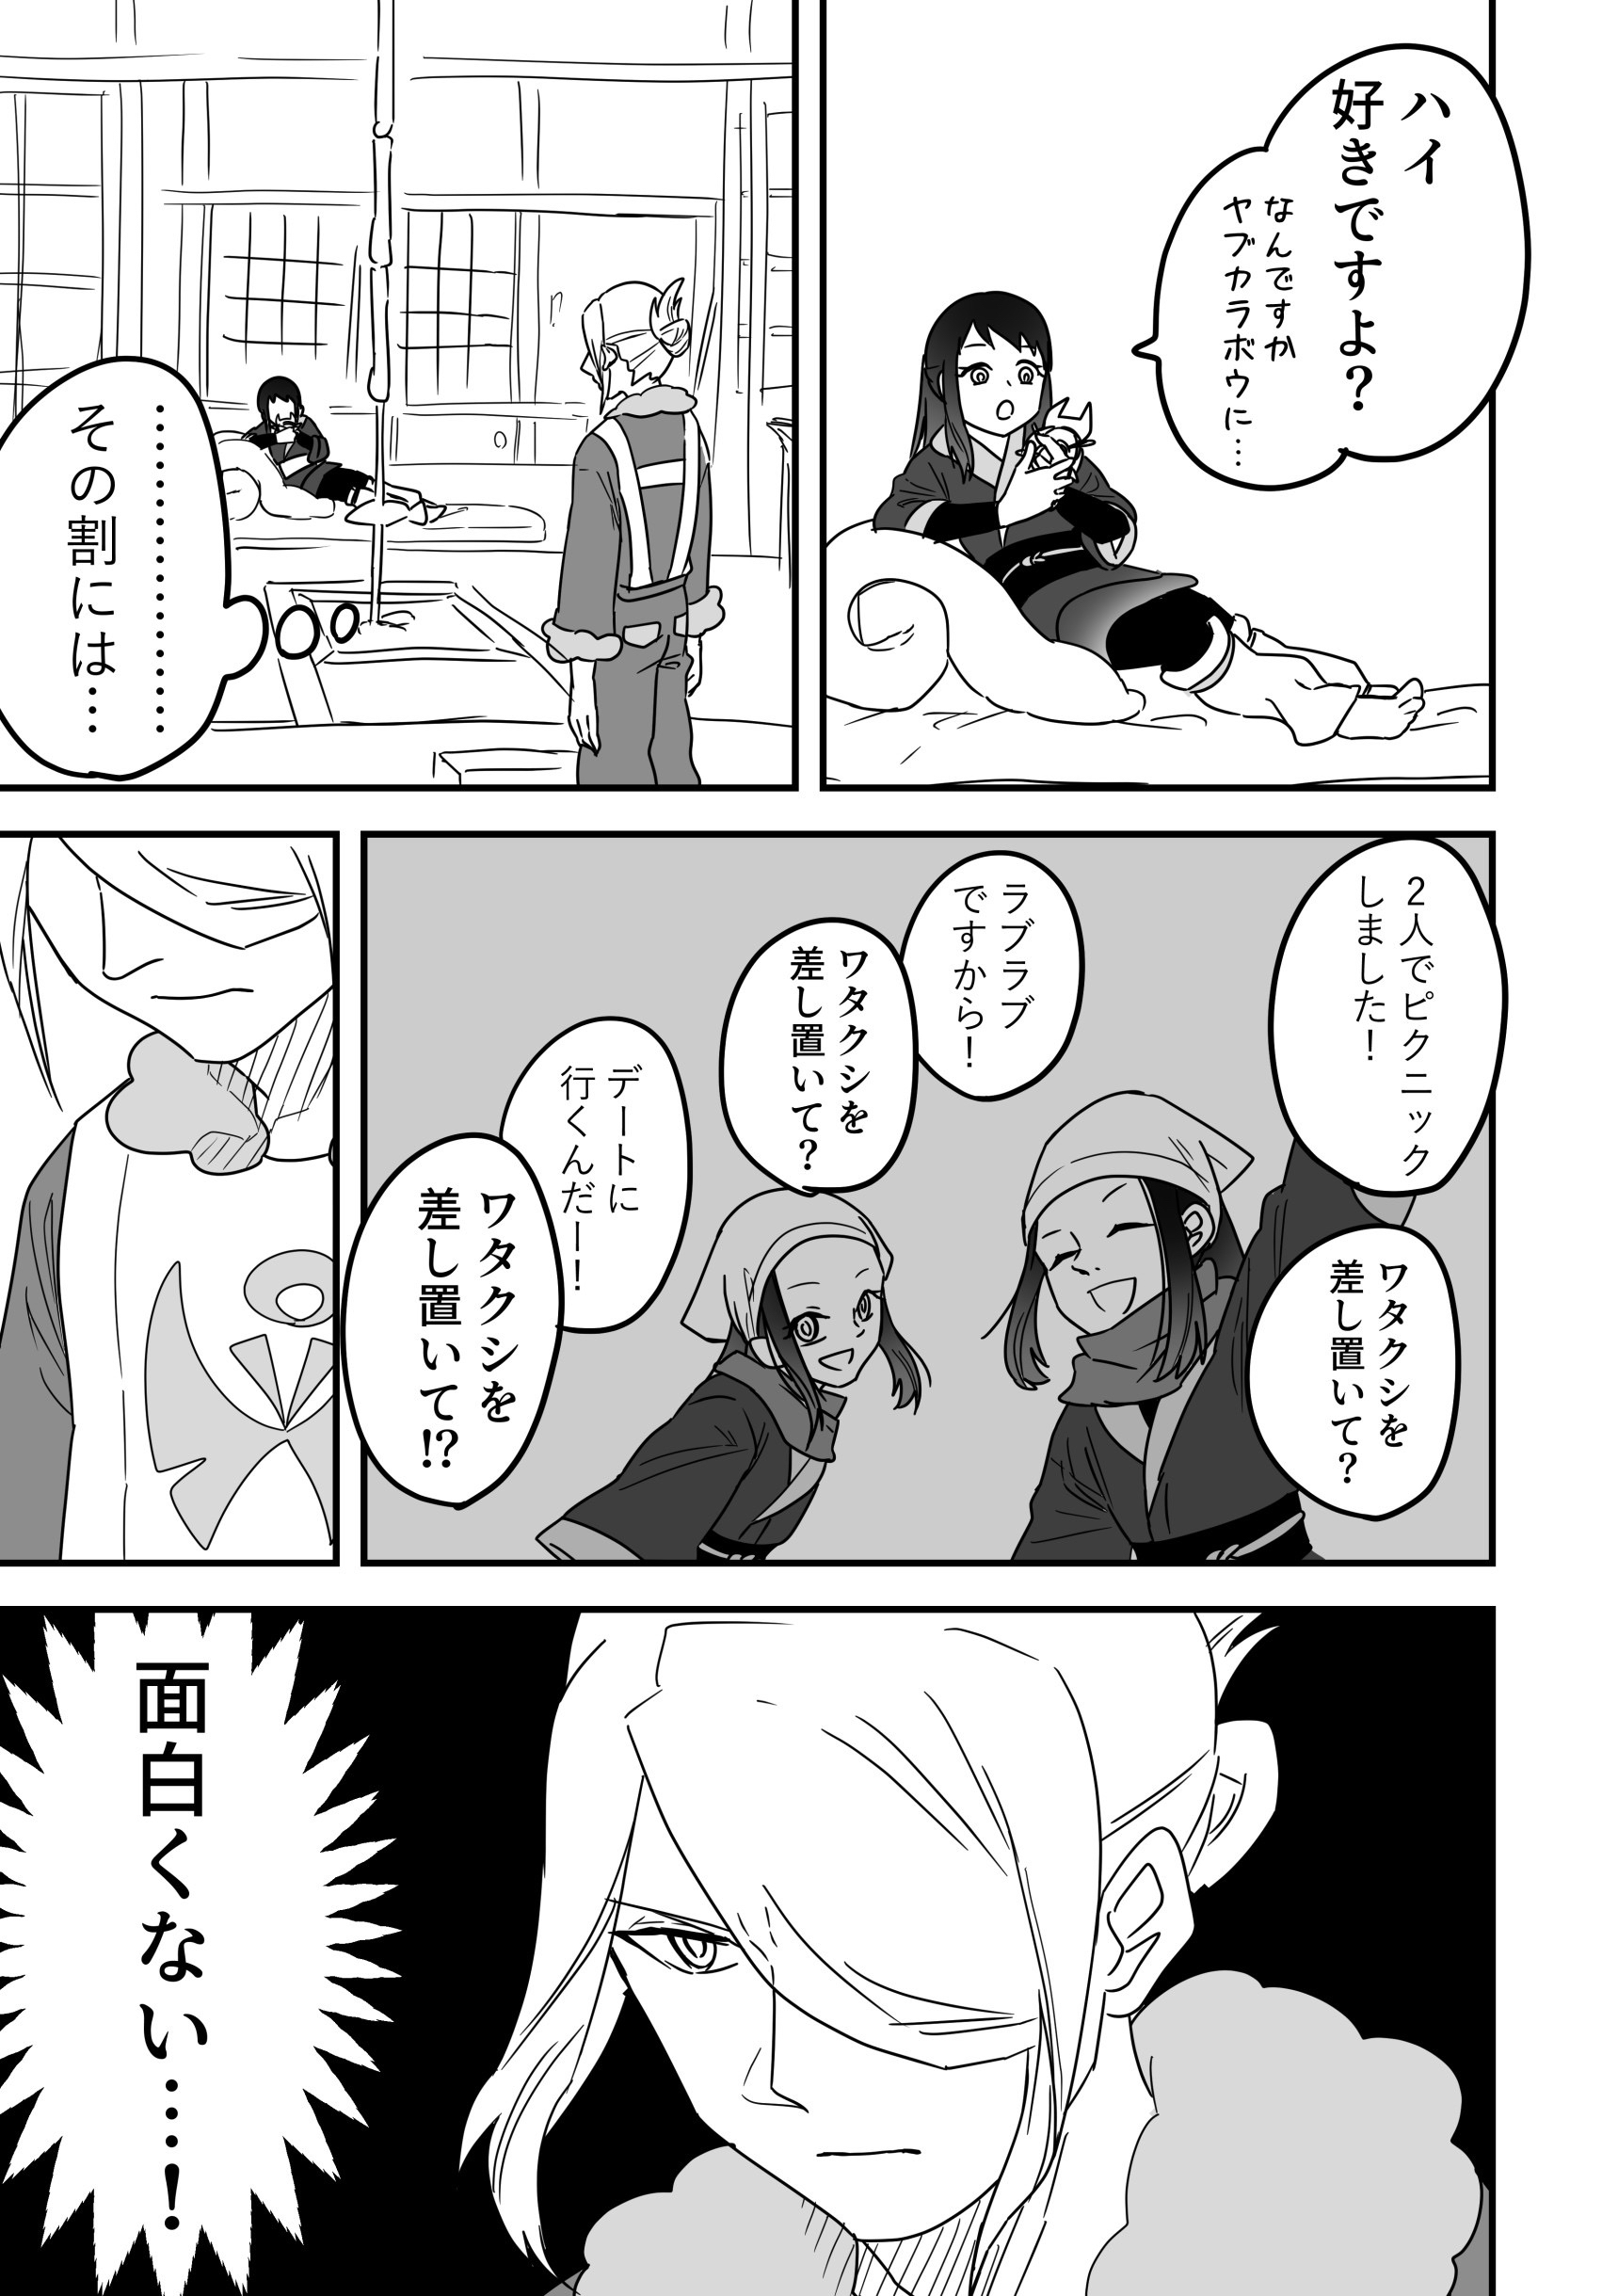 ハイ
好きですよ?
なんですか
ヤブカラボウに…
………………
その割には…
2人でピクニック
しました!
ワタクシを
差し置いて?
ラブラブ
ですから!
ワタクシを
差し置いて?
デートに
行くんだー!
ワタクシを
差し置いて!?
面白くない……!